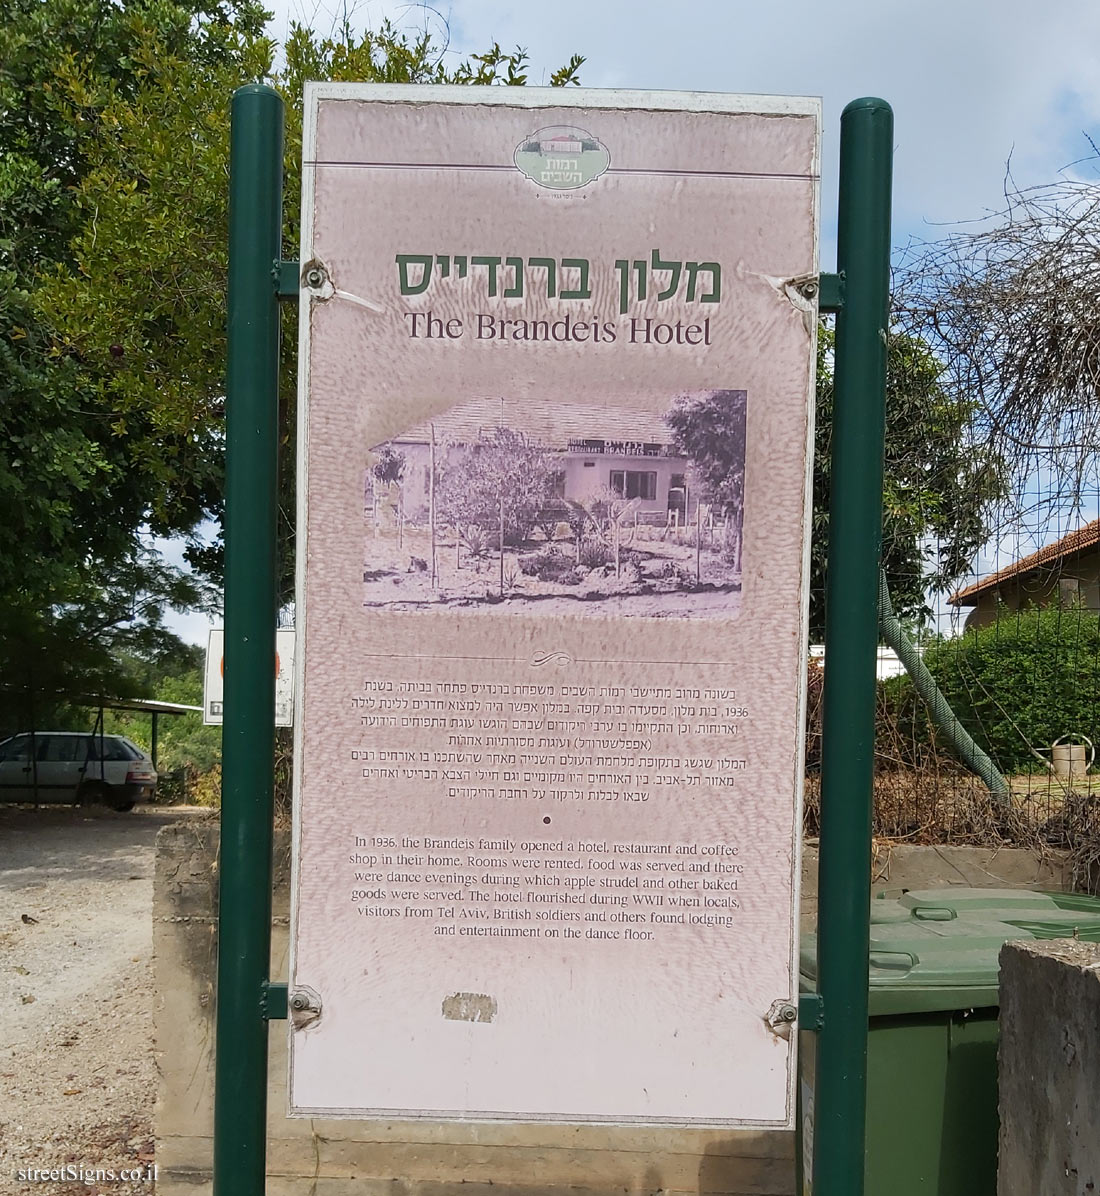 רמות
השבים
מלון ברנדייס
The Brandeis Hotel
HOTEL
RESTAURANT BRANDEIS
בשונה מרוב מתיישבי רמות השבים, משפחת ברנדייס פתחה בביתה, בשנת
1936, בית מלון, מסעדה ובית קפה. במלון אפשר היה למצוא חדרים ללינת לילה
וארוחות, וכן התקיימו בו ערבי ריקודים שבהם הוגשו עוגת התפוחים הידועה
(אפפלשטרודל) ועוגות מסורתיות אחרות
המלון שגשג בתקופת מלחמת העולם השנייה מאחר שהשתכנו בו אורחים רבים
מאזור תל-אביב. בין האורחים היו מקומיים וגם חיילי הצבא הבריטי ואחרים
שבאו לבלות ולרקוד על רחבת הריקודים.
In 1936, the Brandeis family opened a hotel, restaurant and coffee
shop in their home. Rooms were rented, food was served and there
were dance evenings during which apple strudel and other baked
goods were served. The hotel flourished during WWII when locals,
visitors from Tel Aviv, British soldiers and others found lodging
and entertainment on the dance floor.
streetSigns.co.il